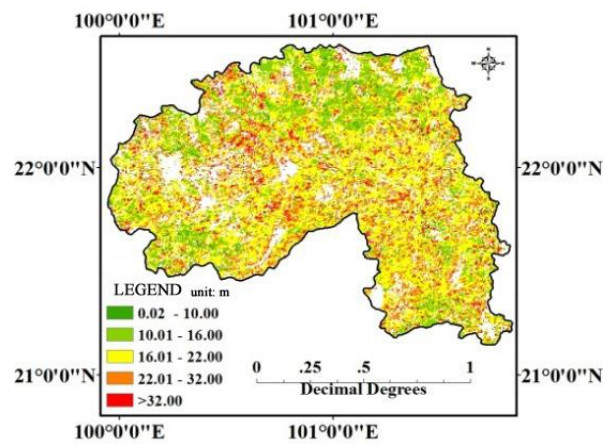 100°0'0"E 101°0'0"E
22°0'0"N 22°0'0"N
LEGEND unit: m
0.02 - 10.00
10.01 - 16.00
16.01 - 22.00
22.01 - 32.00
>32.00
0 .25 .5 1
Decimal Degrees
21°0'0"N 21°0'0"N
100°0'0"E 101°0'0"E